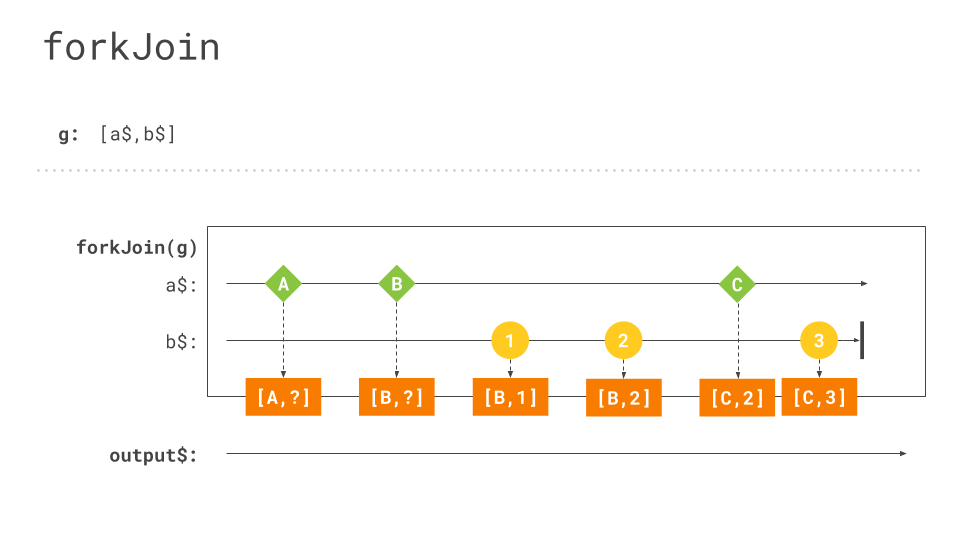 forkJoin
g: [a$,b$]
forkJoin(g)
a$: A B C
b$: 1 2 3
[A,?] [B,?] [B,1] [B,2] [C,2] [C,3]
output$: